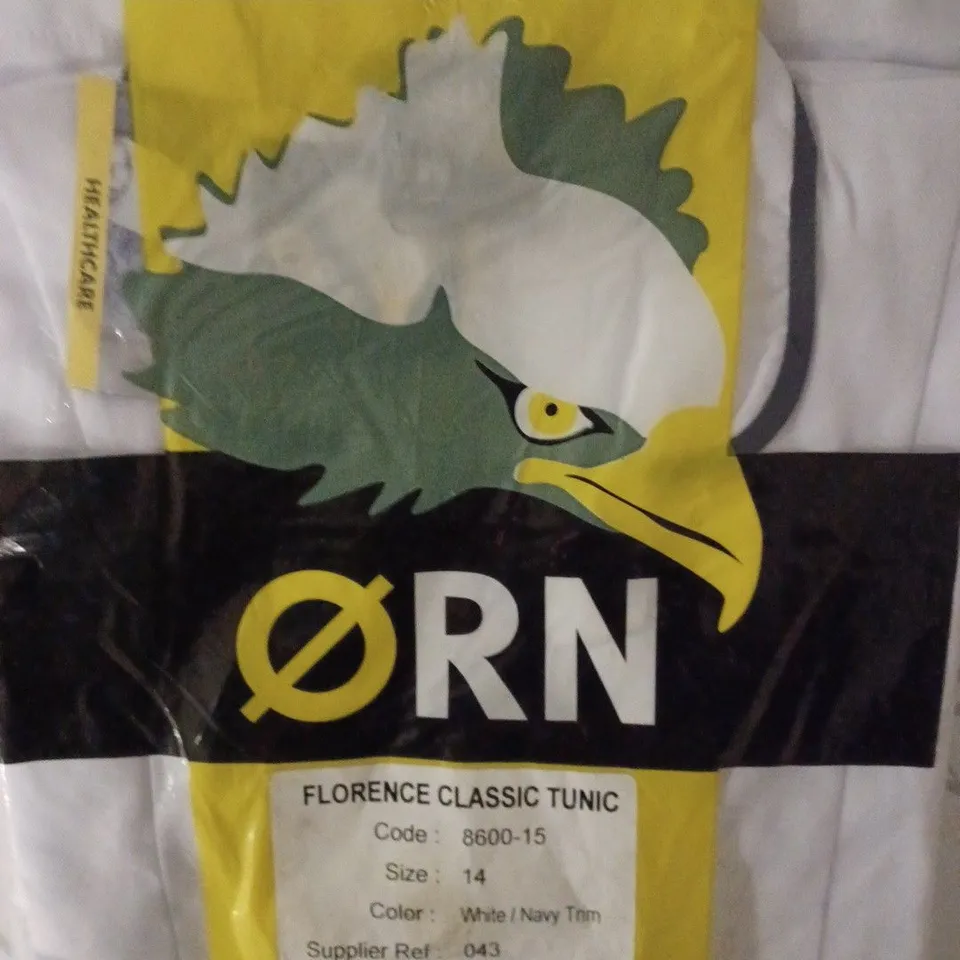 HEALTHCARE
ØRN
FLORENCE CLASSIC TUNIC
Code : 8600-15
Size : 14
Color : White / Navy Trim
Supplier Ref : 043